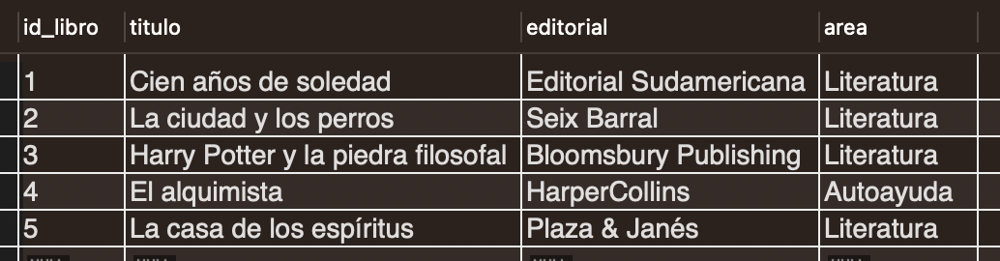 id_libro titulo editorial area
1 Cien años de soledad Editorial Sudamericana Literatura
2 La ciudad y los perros Seix Barral Literatura
3 Harry Potter y la piedra filosofal Bloomsbury Publishing Literatura
4 El alquimista HarperCollins Autoayuda
5 La casa de los espíritus Plaza & Janés Literatura